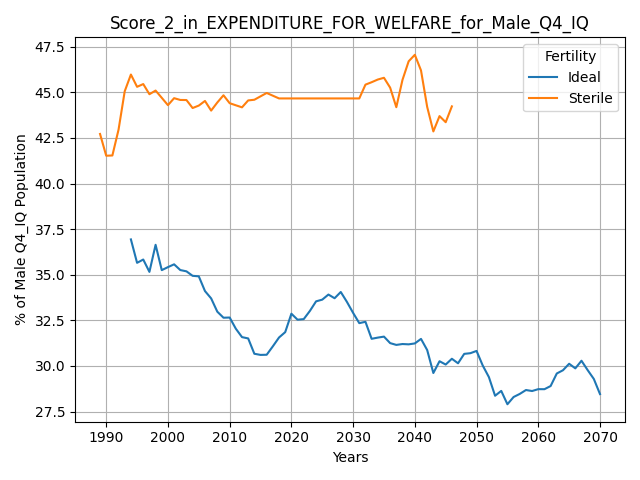 Score_2_in_EXPENDITURE_FOR_WELFARE_for_Male_Q4_IQ
% of Male Q4_IQ Population
47.5
45.0
42.5
40.0
37.5
35.0
32.5
30.0
27.5
Fertility
Ideal
Sterile
1990 2000 2010 2020 2030 2040 2050 2060 2070
Years